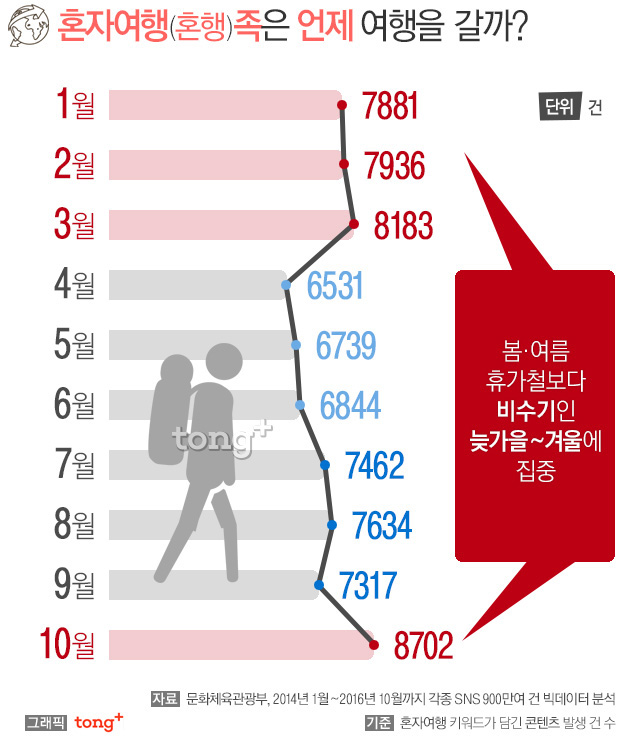 혼자여행(혼행)족은 언제 여행을 갈까?
단위 건
1월 7881
2월 7936
3월 8183
4월 6531
5월 6739
6월 6844
7월 7462
8월 7634
9월 7317
10월 8702
봄·여름
휴가철보다
비수기인
늦가을~겨울에
집중
tong+
자료 문화체육관광부, 2014년 1월~2016년 10월까지 각종 SNS 900만여 건 빅데이터 분석
그래픽 tong+
기준 혼자여행 키워드가 담긴 콘텐츠 발생 건 수